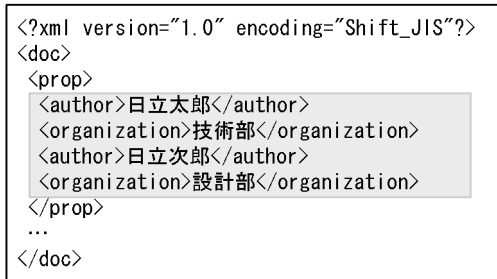 <?xml version="1.0" encoding="Shift_JIS"?>
<doc>
<prop>
<author>日立太郎</author>
<organization>技術部</organization>
<author>日立次郎</author>
<organization>設計部</organization>
</prop>
…
</doc>